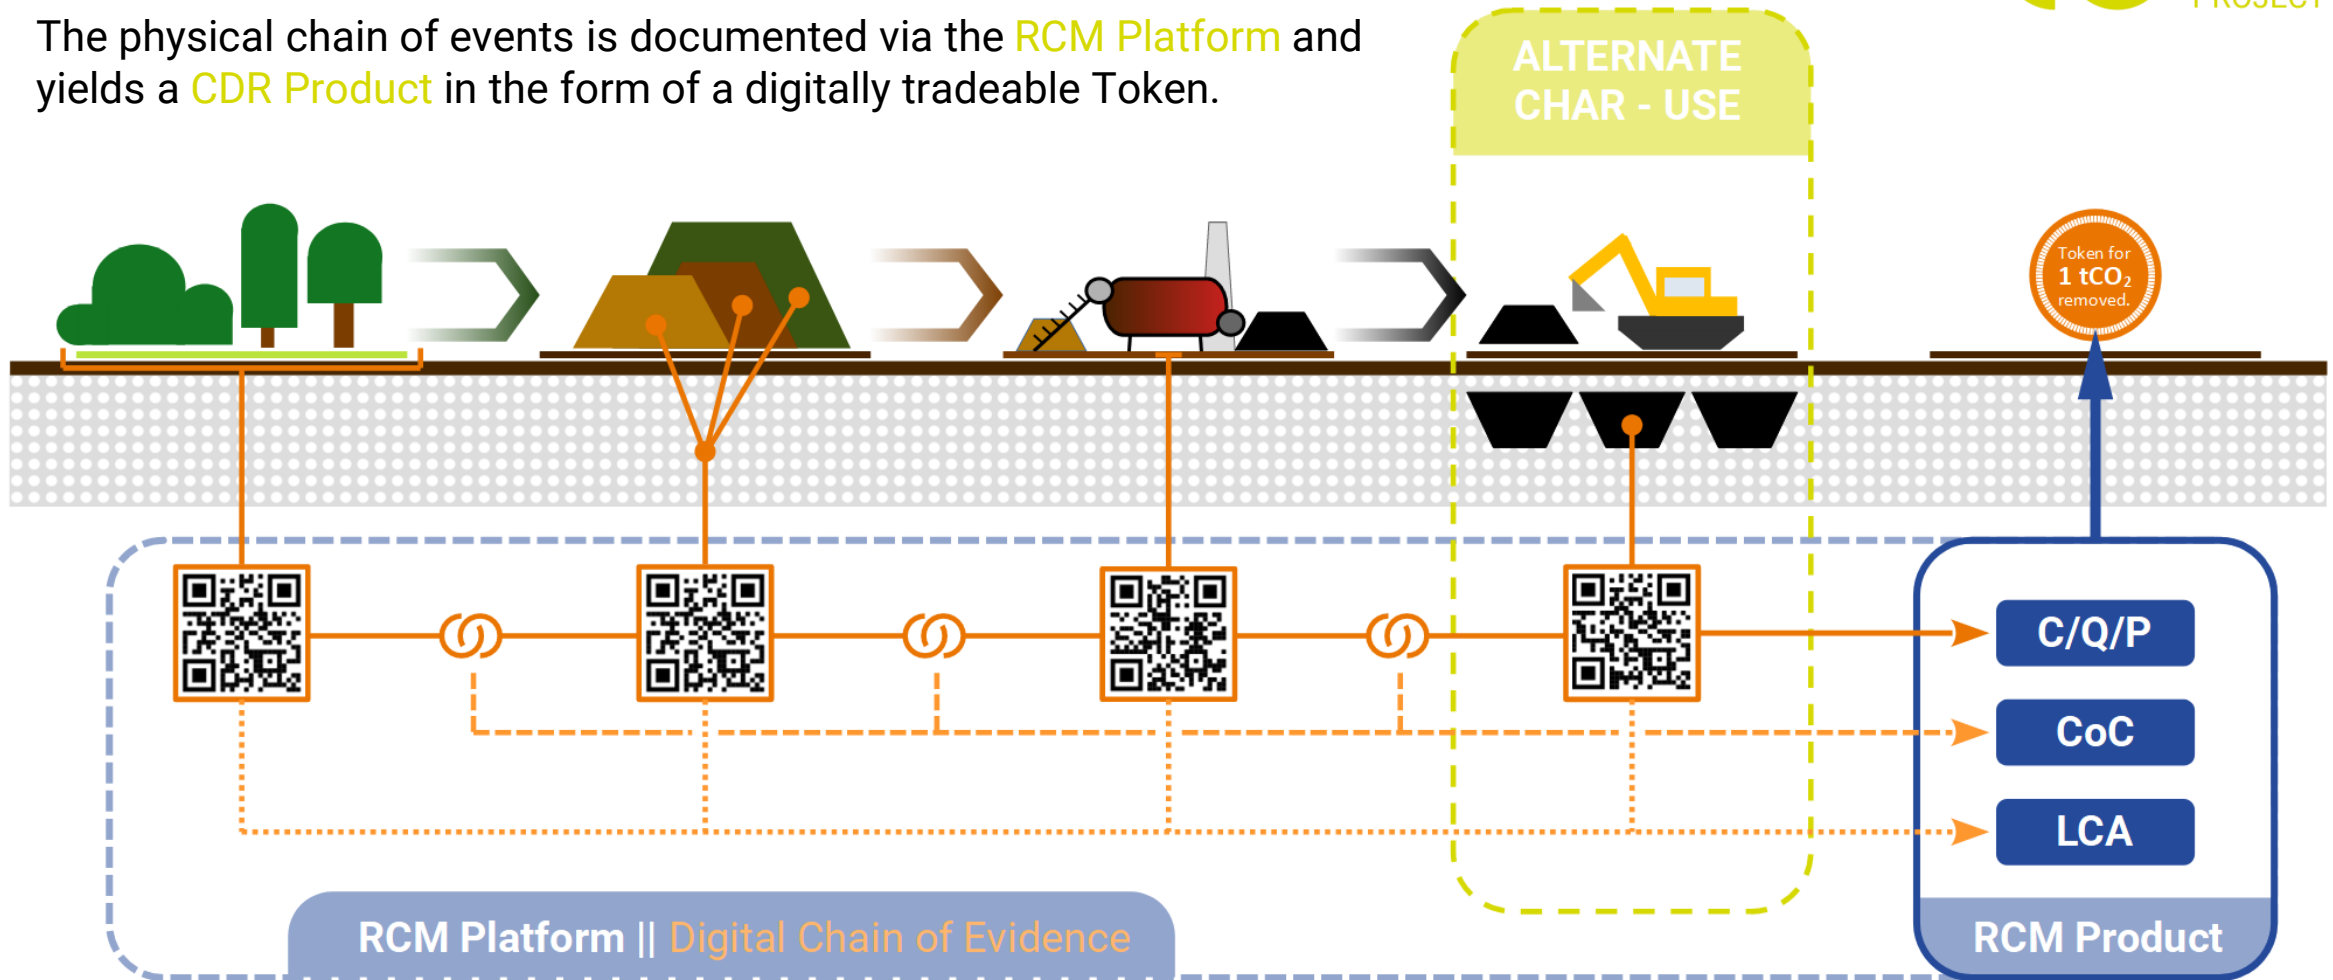 PROJECT
The physical chain of events is documented via the RCM Platform and
yields a CDR Product in the form of a digitally tradeable Token.
ALTERNATE
CHAR - USE
Token for
1 tCO₂
removed.
C/Q/P
CoC
LCA
RCM Platform || Digital Chain of Evidence
RCM Product